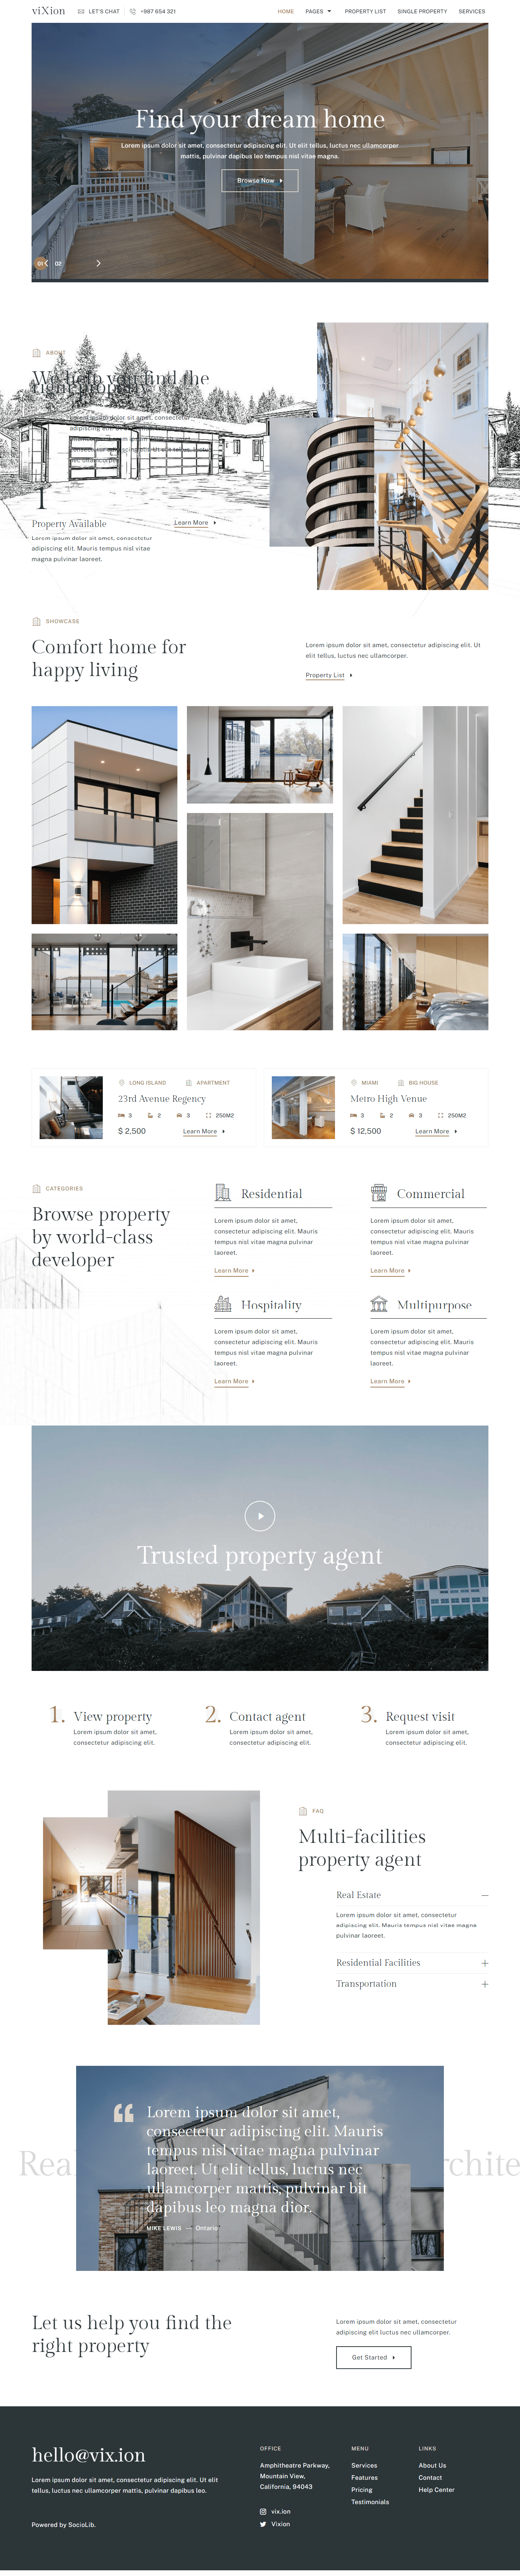 viXion LET'S CHAT +987 654 321 HOME PAGES PROPERTY LIST SINGLE PROPERTY SERVICES
Find your dream home
Lorem ipsum dolor sit amet, consectetur adipiscing elit. Ut elit tellus, luctus nec ullamcorper
mattis, pulvinar dapibus leo tempus nisl vitae magna.
Browse Now
01 02
ABOUT
We help you find the
Lorem ipsum dolor sit amet, consectetur
adipiscing
1
Property Available
Learn More
Lorem ipsum dolor sit amet, consectetur
adipiscing elit. Mauris tempus nisl vitae
magna pulvinar laoreet.
SHOWCASE
Comfort home for
happy living
Lorem ipsum dolor sit amet, consectetur adipiscing elit. Ut
elit tellus, luctus nec ullamcorper.
Property List
LONG ISLAND APARTMENT
23rd Avenue Regency
3 2 3 250M2
$ 2,500 Learn More
MIAMI BIG HOUSE
Metro High Venue
3 2 3 250M2
$ 12,500 Learn More
CATEGORIES
Browse property
by world-class
developer
Residential
Lorem ipsum dolor sit amet,
consectetur adipiscing elit. Mauris
tempus nisl vitae magna pulvinar
laoreet.
Learn More
Commercial
Lorem ipsum dolor sit amet,
consectetur adipiscing elit. Mauris
tempus nisl vitae magna pulvinar
laoreet.
Learn More
Hospitality
Lorem ipsum dolor sit amet,
consectetur adipiscing elit. Mauris
tempus nisl vitae magna pulvinar
laoreet.
Learn More
Multipurpose
Lorem ipsum dolor sit amet,
consectetur adipiscing elit. Mauris
tempus nisl vitae magna pulvinar
laoreet.
Learn More
Trusted property agent
1. View property
Lorem ipsum dolor sit amet,
consectetur adipiscing elit.
2. Contact agent
Lorem ipsum dolor sit amet,
consectetur adipiscing elit.
3. Request visit
Lorem ipsum dolor sit amet,
consectetur adipiscing elit.
FAQ
Multi-facilities
property agent
Real Estate
Lorem ipsum dolor sit amet, consectetur
adipiscing elit. Mauris tempus nisl vitae magna
pulvinar laoreet.
Residential Facilities
Transportation
Lorem ipsum dolor sit amet,
consectetur adipiscing elit. Mauris
tempus nisl vitae magna pulvinar
laoreet. Ut elit tellus, luctus nec
ullamcorper mattis, pulvinar bit
dapibus leo magna dior.
MIKE LEWIS — Ontario
Let us help you find the
right property
Lorem ipsum dolor sit amet, consectetur
adipiscing elit luctus nec ullamcorper.
Get Started
hello@vix.ion
Lorem ipsum dolor sit amet, consectetur adipiscing elit. Ut elit
tellus, luctus nec ullamcorper mattis, pulvinar dapibus leo.
Powered by SocioLib.
OFFICE
Amphitheatre Parkway,
Mountain View,
California, 94043
vix.ion
Vixion
MENU
Services
Features
Pricing
Testimonials
LINKS
About Us
Contact
Help Center